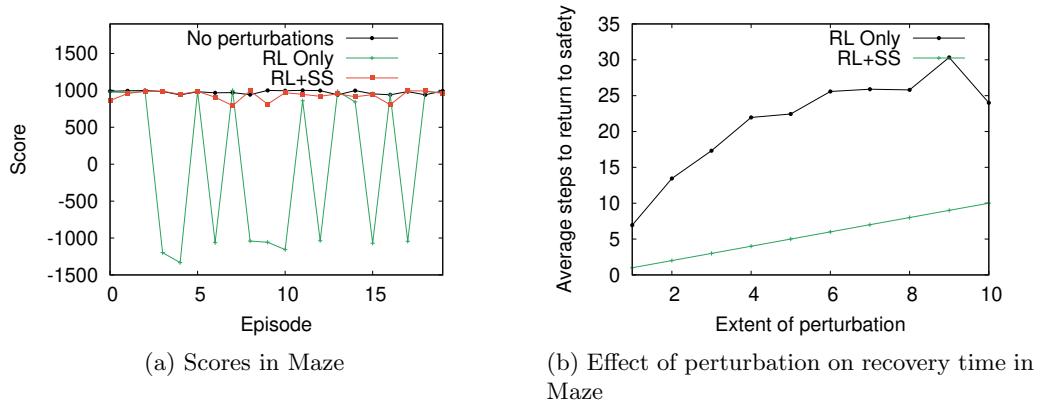 1500
1000
500
0
-500
-1000
-1500
0
5
10
15
Score
Episode
No perturbations
RL Only
RL+SS
(a) Scores in Maze
35
30
25
20
15
10
5
0
2
4
6
8
10
Average steps to return to safety
Extent of perturbation
RL Only
RL+SS
(b) Effect of perturbation on recovery time in
Maze